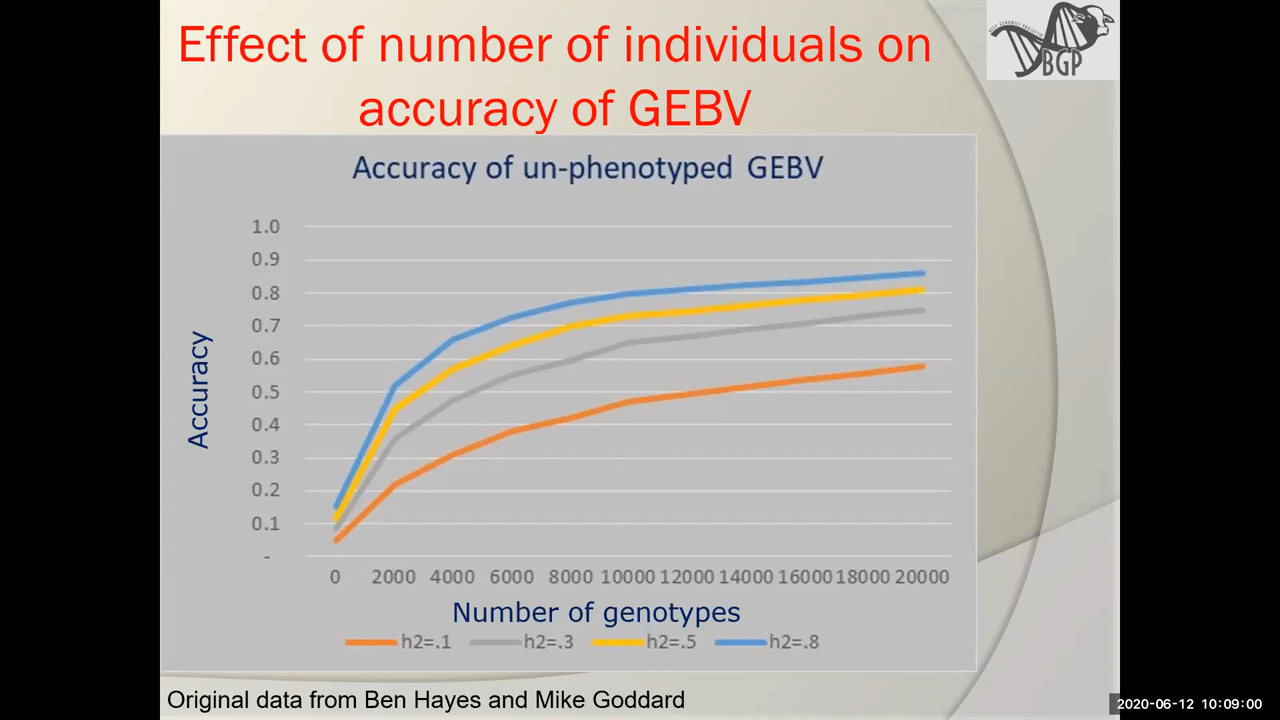 Effect of number of individuals on
accuracy of GEBV
BGP
Accuracy of un-phenotyped GEBV
1.0
0.9
0.8
0.7
0.6
0.5
0.4
0.3
0.2
0.1
-
Accuracy
0 2000 4000 6000 8000 10000 12000 14000 16000 18000 20000
Number of genotypes
h2=.1 h2=.3 h2=.5 h2=.8
Original data from Ben Hayes and Mike Goddard
2020-06-12 10:09:00